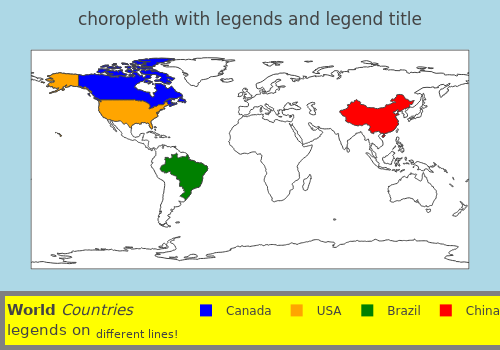 choropleth with legends and legend title
World Countries
legends on different lines!
Canada
USA
Brazil
China